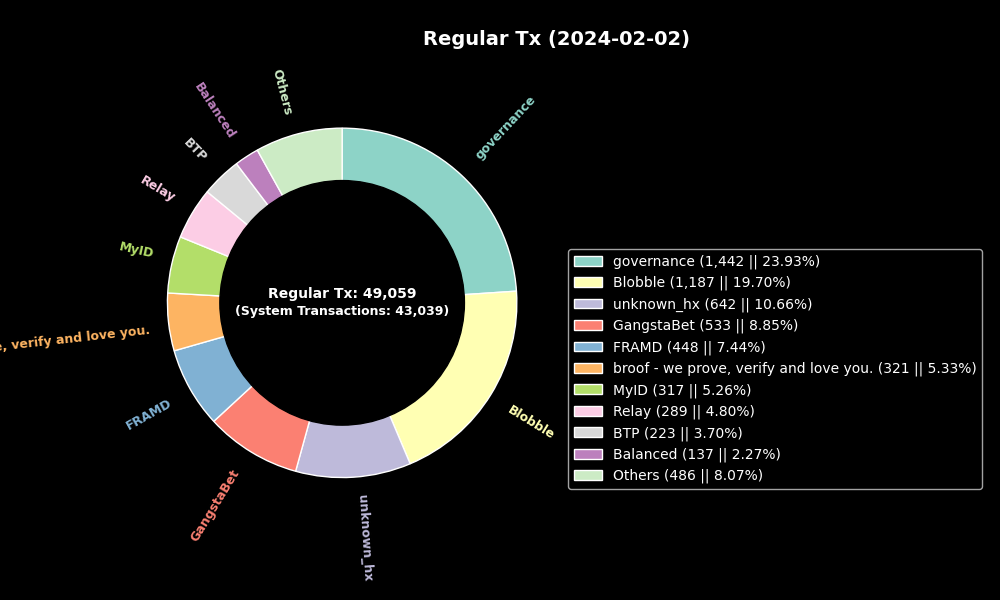 Regular Tx (2024-02-02)
Others
Balanced
governance
BTP
Relay
MyID
Regular Tx: 49,059
(System Transactions: 43,039)
, verify and love you.
FRAMD
Blobble
GangstaBet
unknown_hx
governance (1,442 || 23.93%)
Blobble (1,187 || 19.70%)
unknown_hx (642 || 10.66%)
GangstaBet (533 || 8.85%)
FRAMD (448 || 7.44%)
broof - we prove, verify and love you. (321 || 5.33%)
MyID (317 || 5.26%)
Relay (289 || 4.80%)
BTP (223 || 3.70%)
Balanced (137 || 2.27%)
Others (486 || 8.07%)